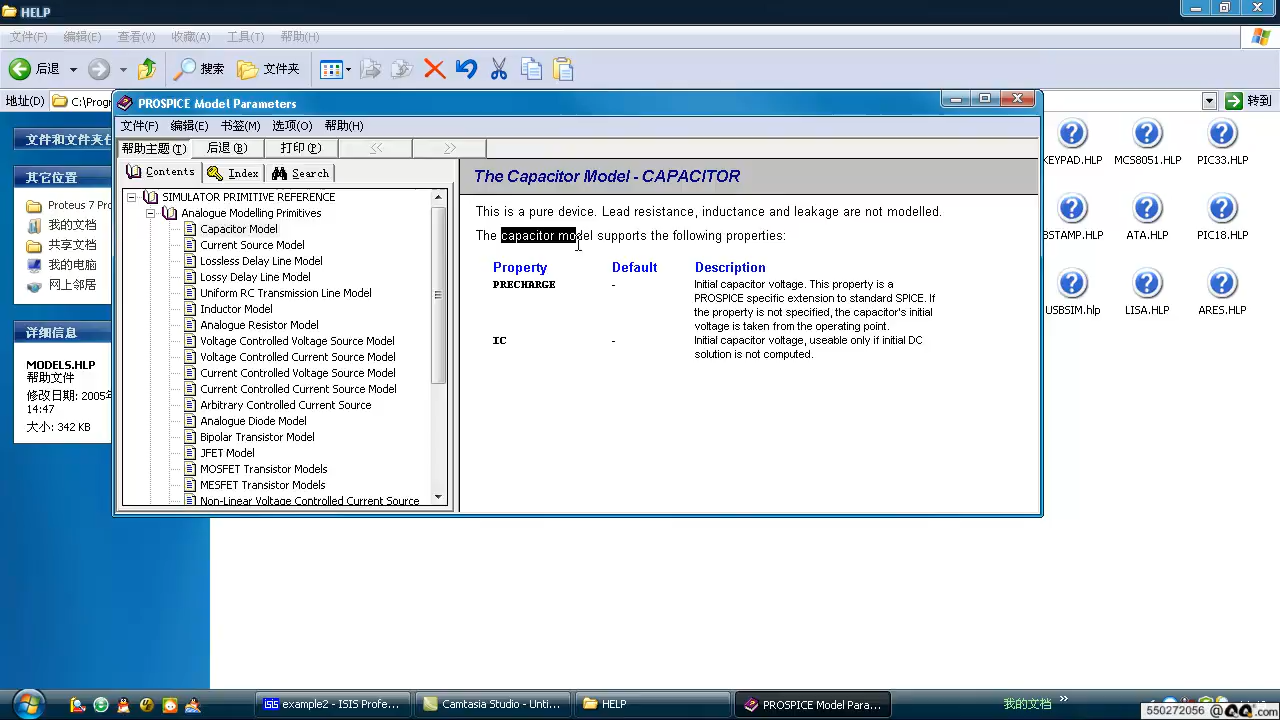 HELP
文件(F) 编辑(E) 查看(V) 收藏(A) 工具(T) 帮助(H)
后退 搜索 文件夹
地址(D) C:\Progr 转到
PROSPICE Model Parameters
文件(F) 编辑(E) 书签(M) 选项(O) 帮助(H)
帮助主题(T) 后退(B) 打印(P) << >>
Contents Index Search
SIMULATOR PRIMITIVE REFERENCE
Analogue Modelling Primitives
Capacitor Model
Current Source Model
Lossless Delay Line Model
Lossy Delay Line Model
Uniform RC Transmission Line Model
Inductor Model
Analogue Resistor Model
Voltage Controlled Voltage Source Model
Voltage Controlled Current Source Model
Current Controlled Voltage Source Model
Current Controlled Current Source Model
Arbitrary Controlled Current Source
Analogue Diode Model
Bipolar Transistor Model
JFET Model
MOSFET Transistor Models
MESFET Transistor Models
Non-Linear Voltage Controlled Current Source
The Capacitor Model - CAPACITOR
This is a pure device. Lead resistance, inductance and leakage are not modelled.
The capacitor model supports the following properties:
Property Default Description
PRECHARGE - Initial capacitor voltage. This property is a
PROSPICE specific extension to standard SPICE. If
the property is not specified, the capacitor's initial
voltage is taken from the operating point.
IC - Initial capacitor voltage, useable only if initial DC
solution is not computed.
文件和文件夹
其它位置
Proteus 7 Pro
我的文档
共享文档
我的电脑
网上邻居
详细信息
MODELS.HLP
帮助文件
修改日期: 2005年
14:47
大小: 342 KB
KEYPAD.HLP MCS8051.HLP PIC33.HLP
BSTAMP.HLP ATA.HLP PIC18.HLP
USBSIM.hlp LISA.HLP ARES.HLP
example2 - ISIS Profe... Camtasia Studio - Unti... HELP PROSPICE Model Para... 我的文档 »
550272056 @QQ.com